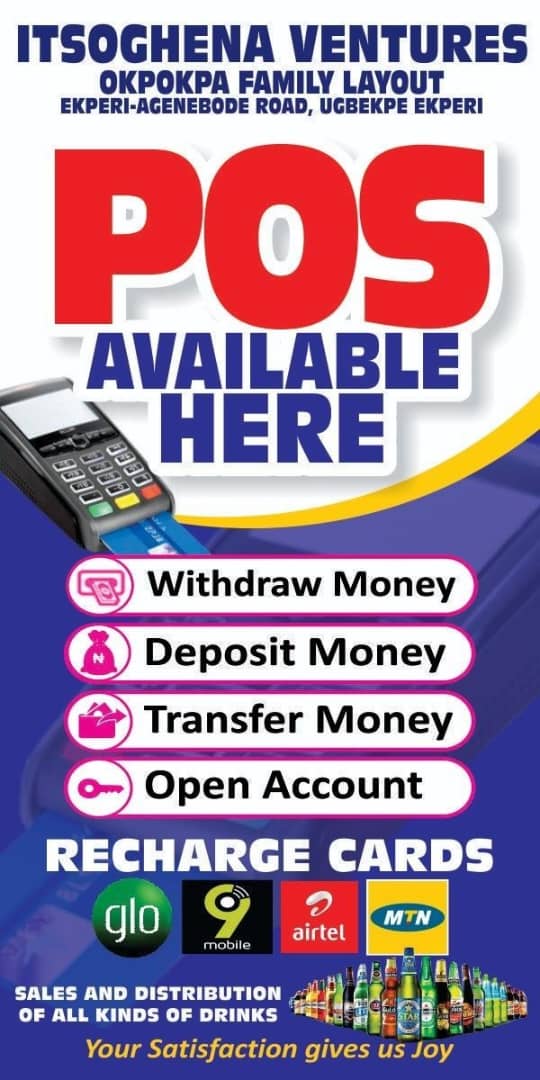 ITSOGHENA VENTURES
OKPOKPA FAMILY LAYOUT
EKPERI-AGENEBODE ROAD, UGBEKPE EKPERI
POS
AVAILABLE
HERE
Withdraw Money
Deposit Money
Transfer Money
Open Account
RECHARGE CARDS
glo
9
mobile
airtel
MTN
SALES AND DISTRIBUTION
OF ALL KINDS OF DRINKS
STAR
Your Satisfaction gives us Joy